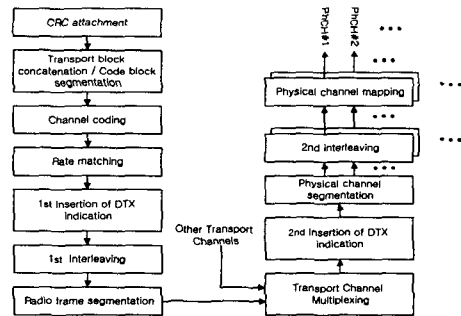 CRC attachment
Transport block
concatenation / Code block
segmentation
Channel coding
Rate matching
1st Insertion of DTX
indication
1st Interleaving
Radio frame segmentation
Other Transport
Channels
Transport Channel
Multiplexing
2nd Insertion of DTX
indication
Physical channel
segmentation
2nd interleaving
Physical channel mapping
PhCH#1
PhCH#2